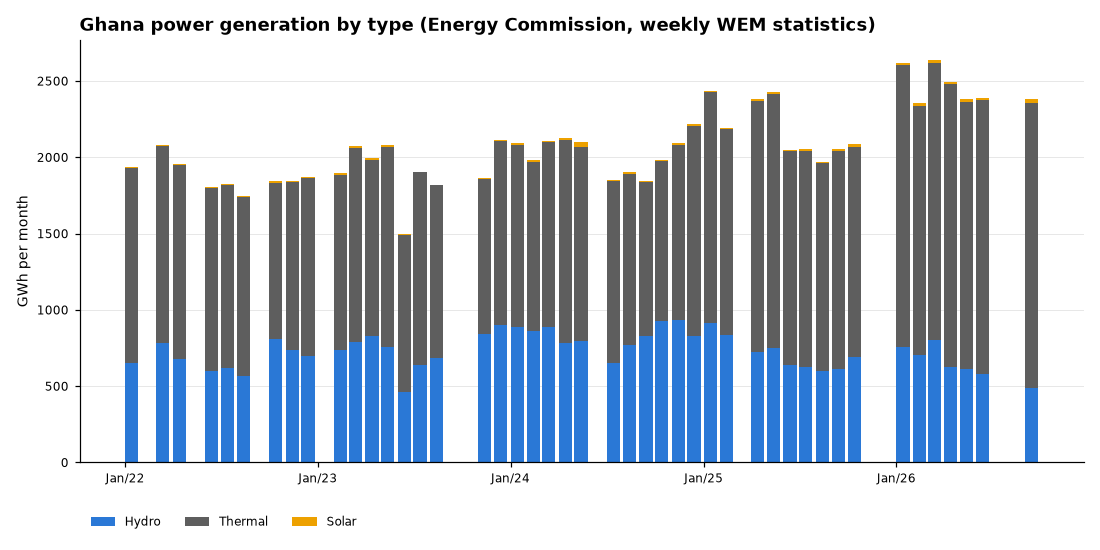 Ghana power generation by type (Energy Commission, weekly WEM statistics)
GWh per month
2500
2000
1500
1000
500
0
Jan/22 Jan/23 Jan/24 Jan/25 Jan/26
Hydro Thermal Solar